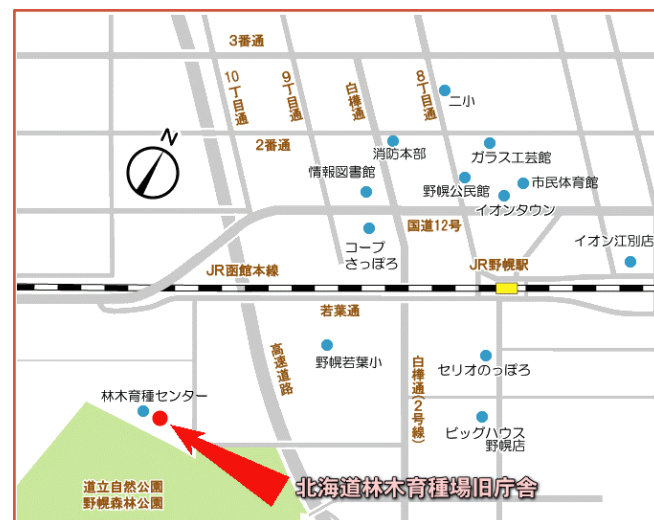 3番通
10丁目通
9丁目通
白樺通
8丁目通
二小
N
2番通
消防本部
ガラス工芸館
情報図書館
野幌公民館
市民体育館
イオンタウン
国道12号
コープ
さっぽろ
イオン江別店
JR函館本線
JR野幌駅
若葉通
高速道路
野幌若葉小
白樺通(2号線)
セリオのっぽろ
林木育種センター
ビッグハウス
野幌店
道立自然公園
野幌森林公園
北海道林木育種場旧庁舎